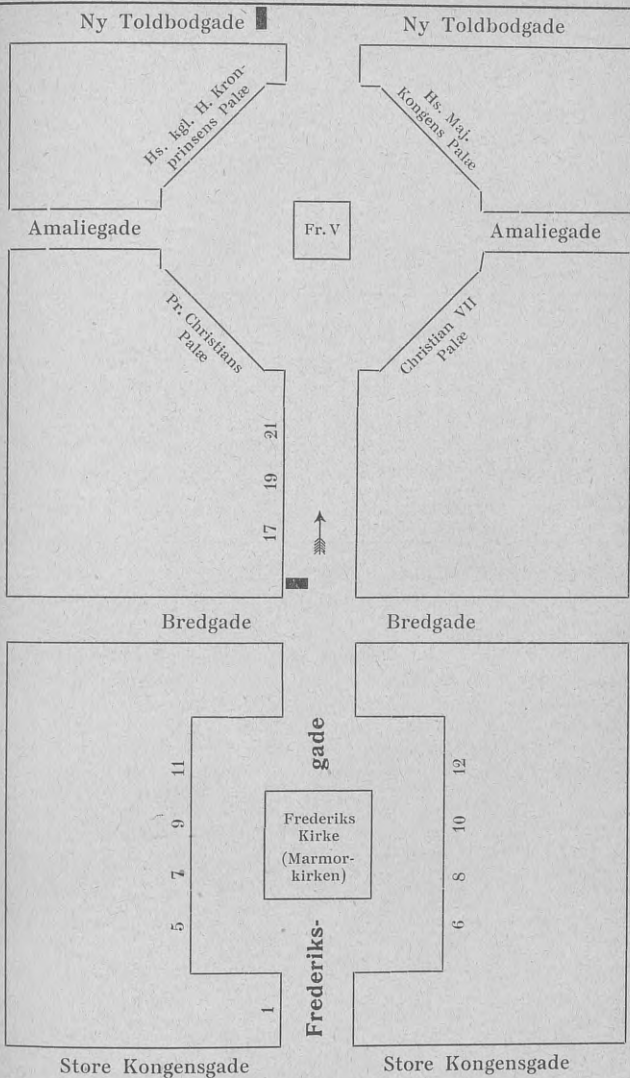 Ny Toldbodgade
Ny Toldbodgade
Hs. kgl. H. Kron-
prinsens Palæ
Hs. Maj.
Kongens Palæ
Amaliegade
Fr. V
Amaliegade
Pr. Christians
Palæ
Christian VII
Palæ
21
19
17
Bredgade
Bredgade
gade
11
12
9
Frederiks
Kirke
(Marmor-
kirken)
10
7
8
5
6
Frederiks-
1
Store Kongensgade
Store Kongensgade